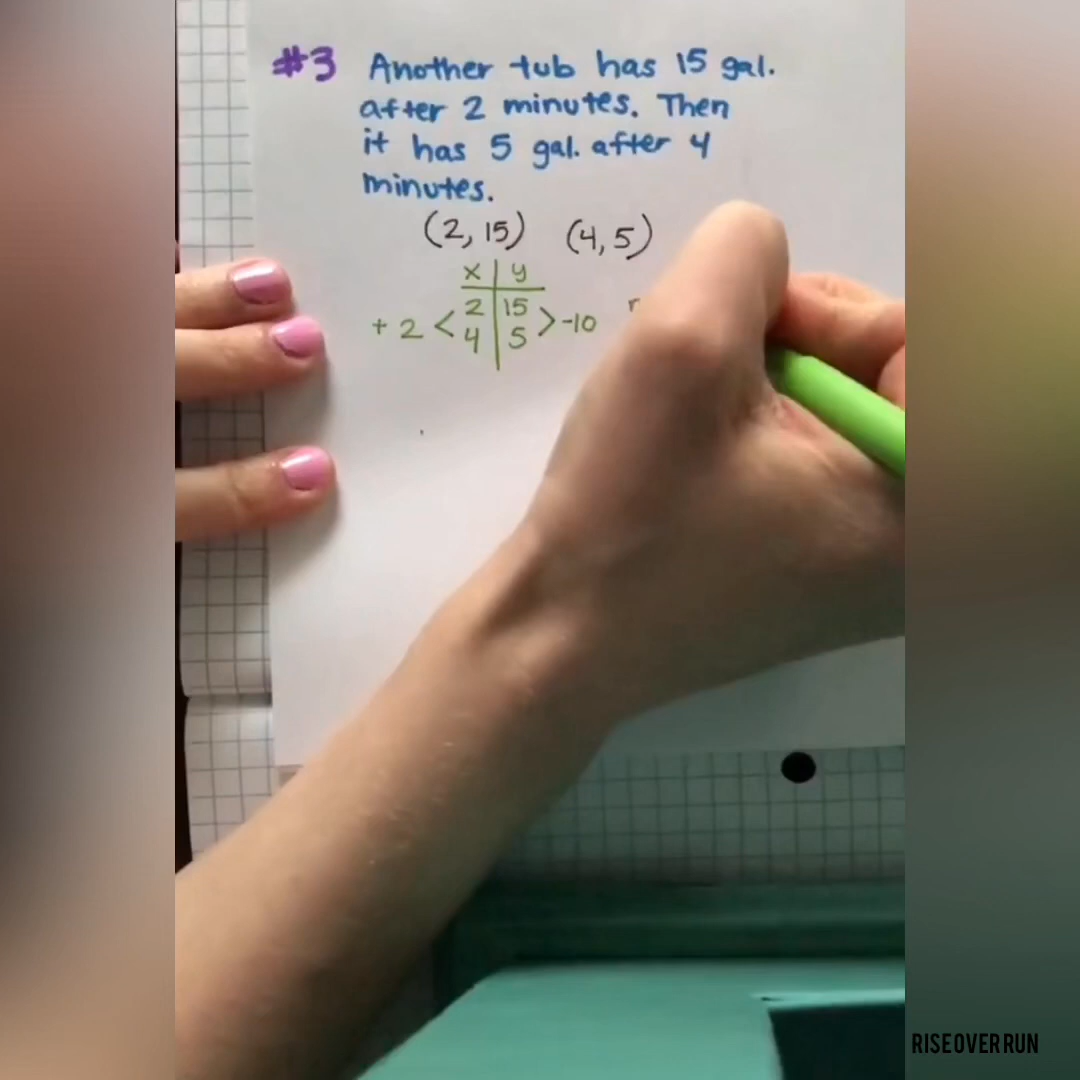 #3 Another tub has 15 gal.
after 2 minutes. Then
it has 5 gal. after 4
minutes.
(2, 15) (4, 5)
x y
2 15
+ 2 < > -10
4 5
RISE OVER RUN